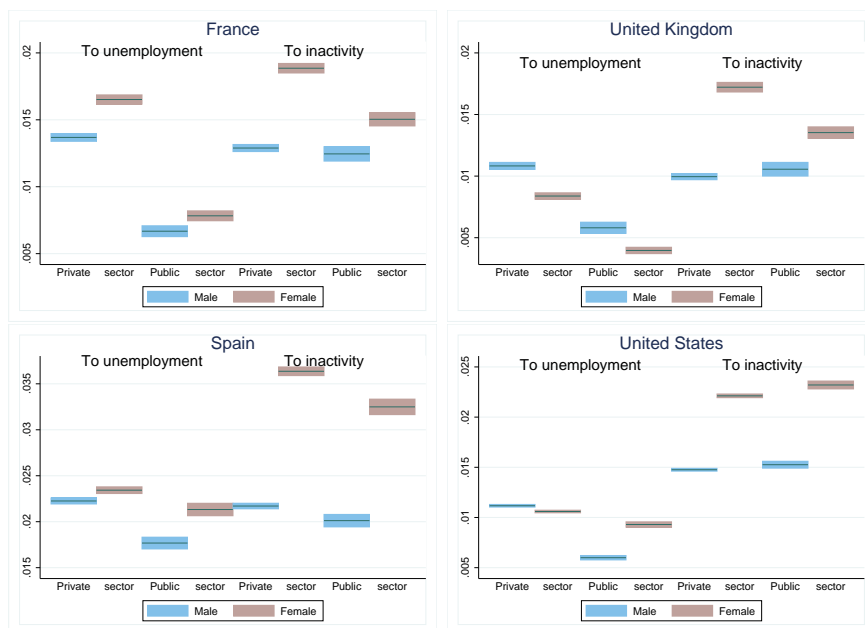 France
To unemployment To inactivity
.02
.015
.01
.005
Private sector Public sector Private sector Public sector
Male Female
United Kingdom
To unemployment To inactivity
.02
.015
.01
.005
Private sector Public sector Private sector Public sector
Male Female
Spain
To unemployment To inactivity
.035
.03
.025
.02
.015
Private sector Public sector Private sector Public sector
Male Female
United States
To unemployment To inactivity
.025
.02
.015
.01
.005
Private sector Public sector Private sector Public sector
Male Female